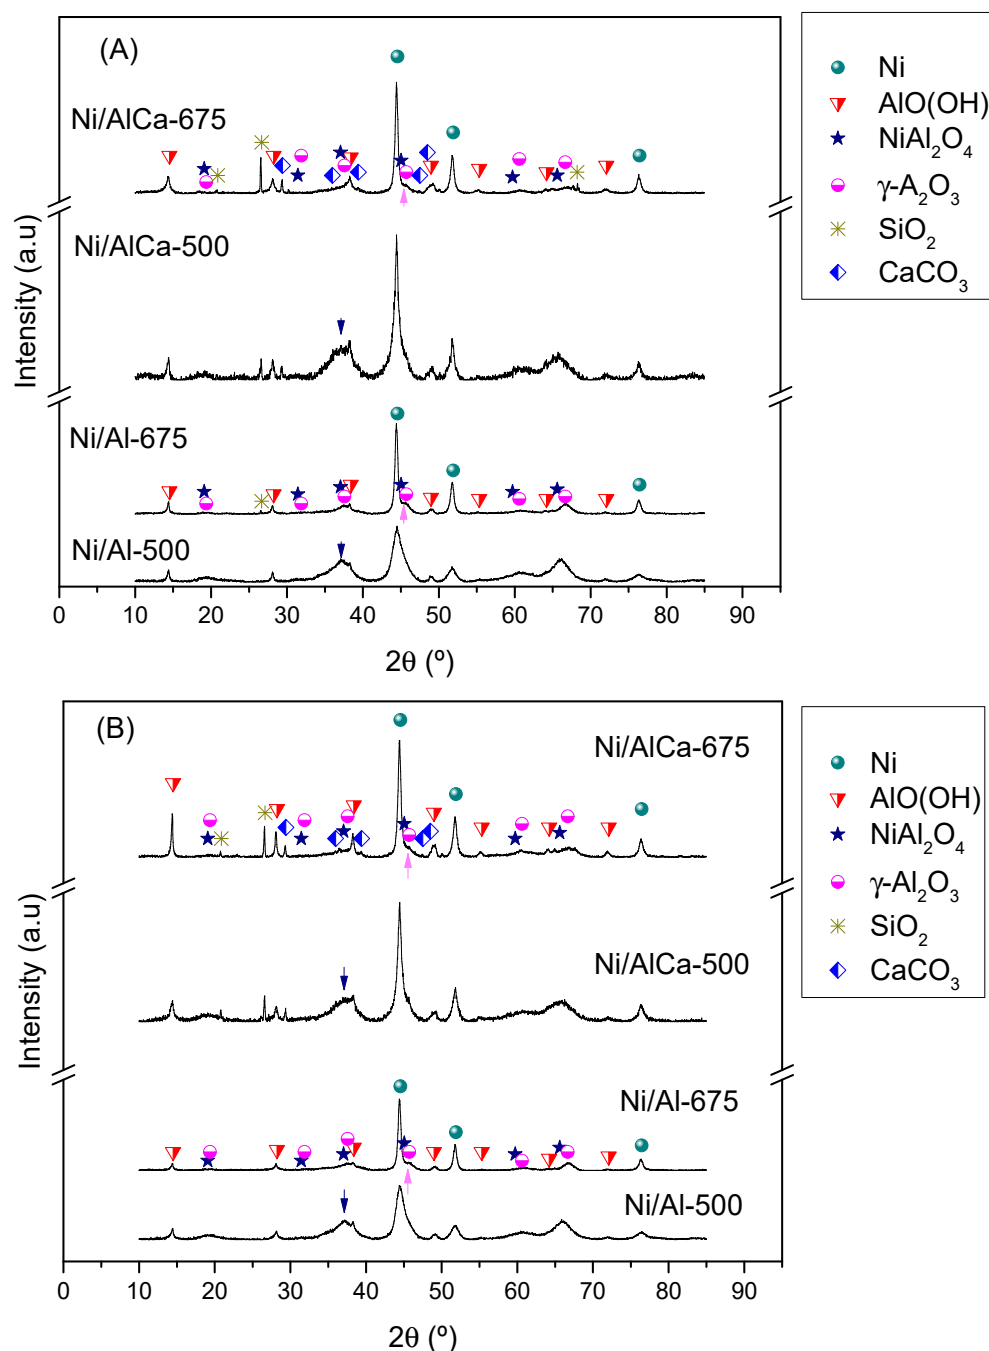 (A)
Ni/AlCa-675
Ni/AlCa-500
Ni/Al-675
Ni/Al-500
Intensity (a.u)
0 10 20 30 40 50 60 70 80 90
2θ (º)
Ni
AlO(OH)
NiAl₂O₄
γ-A₂O₃
SiO₂
CaCO₃
(B)
Ni/AlCa-675
Ni/AlCa-500
Ni/Al-675
Ni/Al-500
Intensity (a.u)
0 10 20 30 40 50 60 70 80 90
2θ (º)
Ni
AlO(OH)
NiAl₂O₄
γ-Al₂O₃
SiO₂
CaCO₃